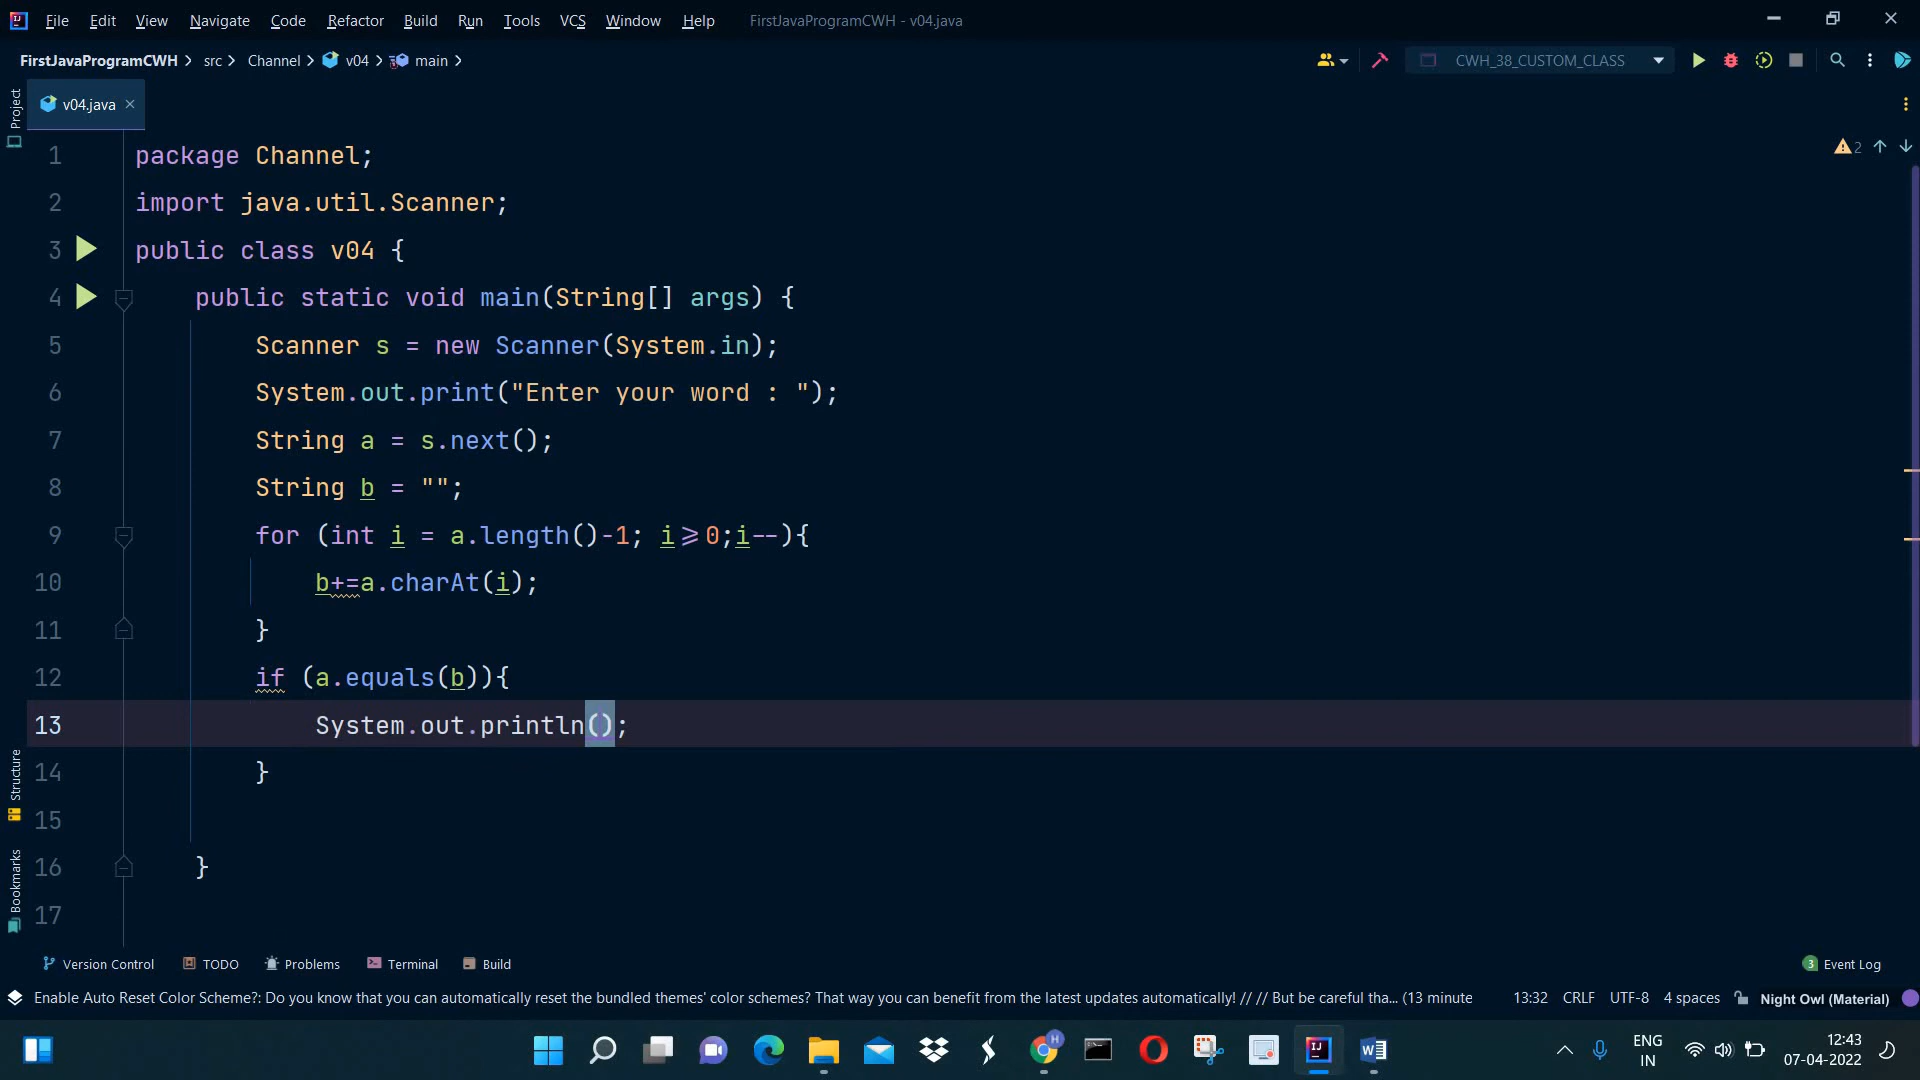 File Edit View Navigate Code Refactor Build Run Tools VCS Window Help FirstJavaProgramCWH - v04.java
FirstJavaProgramCWH src Channel v04 main CWH_38_CUSTOM_CLASS
Project
v04.java
1 package Channel;
2
2 import java.util.Scanner;
3 public class v04 {
4 public static void main(String[] args) {
5 Scanner s = new Scanner(System.in);
6 System.out.print("Enter your word : ");
7 String a = s.next();
8 String b = "";
9 for (int i = a.length()-1; i⩾0;i--){
10 b+=a.charAt(i);
11 }
12 if (a.equals(b)){
13 System.out.println();
14 }
Structure
15
16 }
Bookmarks
17
Version Control TODO Problems Terminal Build 3 Event Log
Enable Auto Reset Color Scheme?: Do you know that you can automatically reset the bundled themes' color schemes? That way you can benefit from the latest updates automatically! // // But be careful tha... (13 minute 13:32 CRLF UTF-8 4 spaces Night Owl (Material)
H
ENG
IN
12:43
07-04-2022